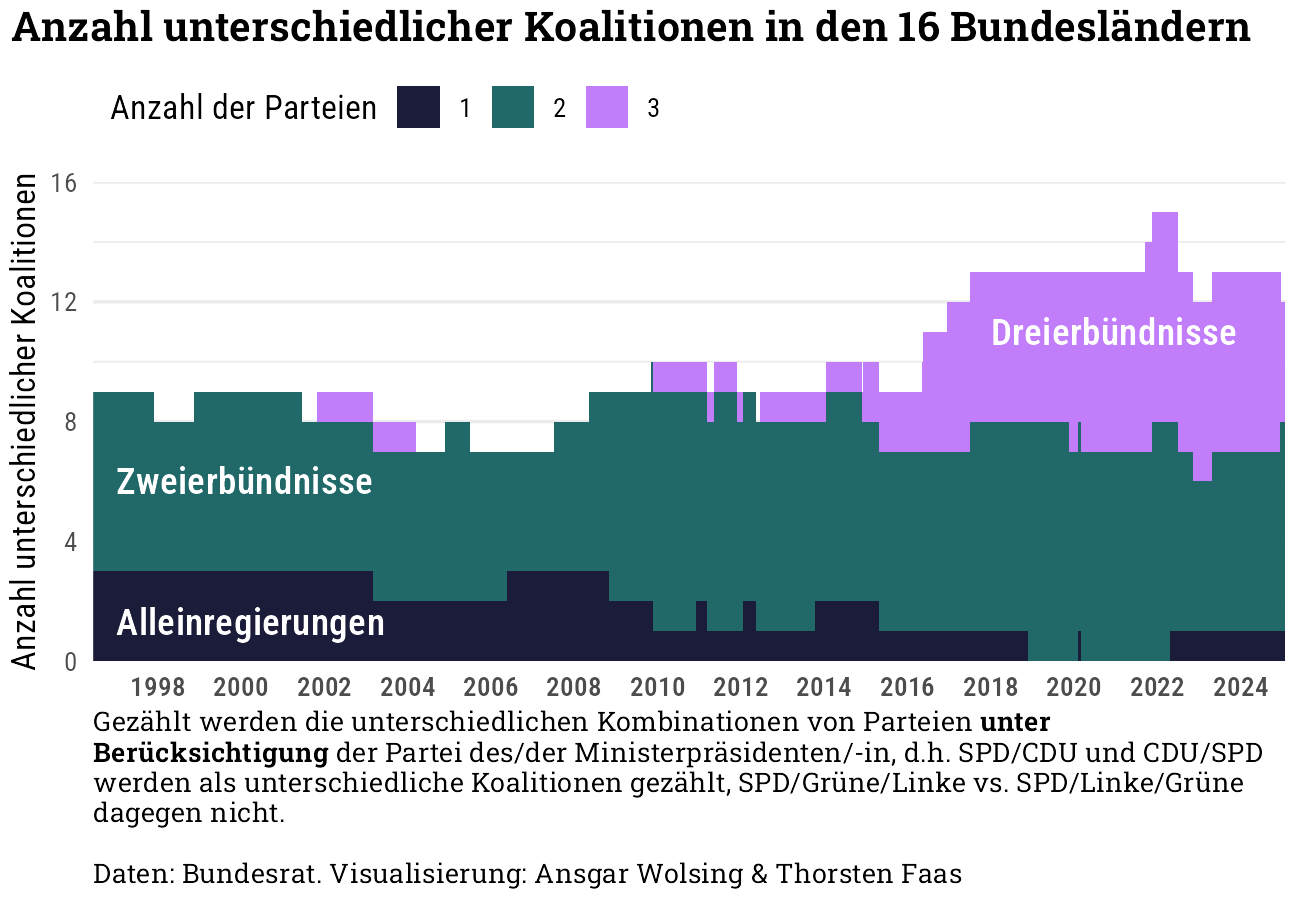 Anzahl unterschiedlicher Koalitionen in den 16 Bundesländern
Anzahl der Parteien 1 2 3
Anzahl unterschiedlicher Koalitionen
16
12
8
4
0
Dreierbündnisse
Zweierbündnisse
Alleinregierungen
1998 2000 2002 2004 2006 2008 2010 2012 2014 2016 2018 2020 2022 2024
Gezählt werden die unterschiedlichen Kombinationen von Parteien unter
Berücksichtigung der Partei des/der Ministerpräsidenten/-in, d.h. SPD/CDU und CDU/SPD
werden als unterschiedliche Koalitionen gezählt, SPD/Grüne/Linke vs. SPD/Linke/Grüne
dagegen nicht.
Daten: Bundesrat. Visualisierung: Ansgar Wolsing & Thorsten Faas